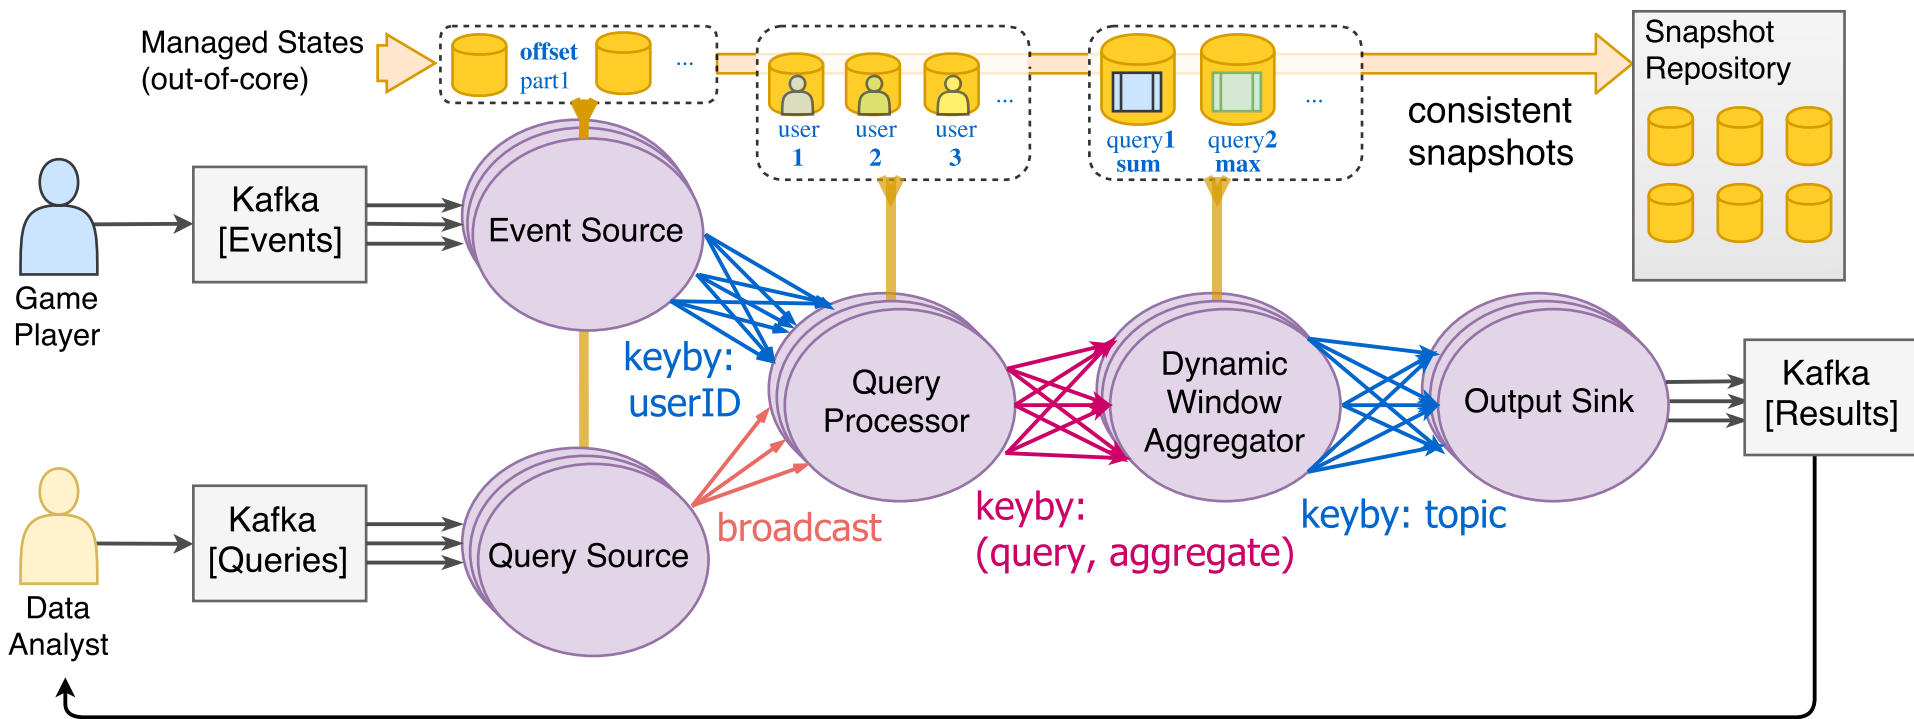 Managed States
(out-of-core)
offset
part1
...
user
1
user
2
user
3
...
query1
sum
query2
max
...
consistent
snapshots
Snapshot
Repository
Game
Player
Kafka
[Events]
Event Source
keyby:
userID
Data
Analyst
Kafka
[Queries]
Query Source
broadcast
Query
Processor
keyby:
(query, aggregate)
Dynamic
Window
Aggregator
keyby: topic
Output Sink
Kafka
[Results]